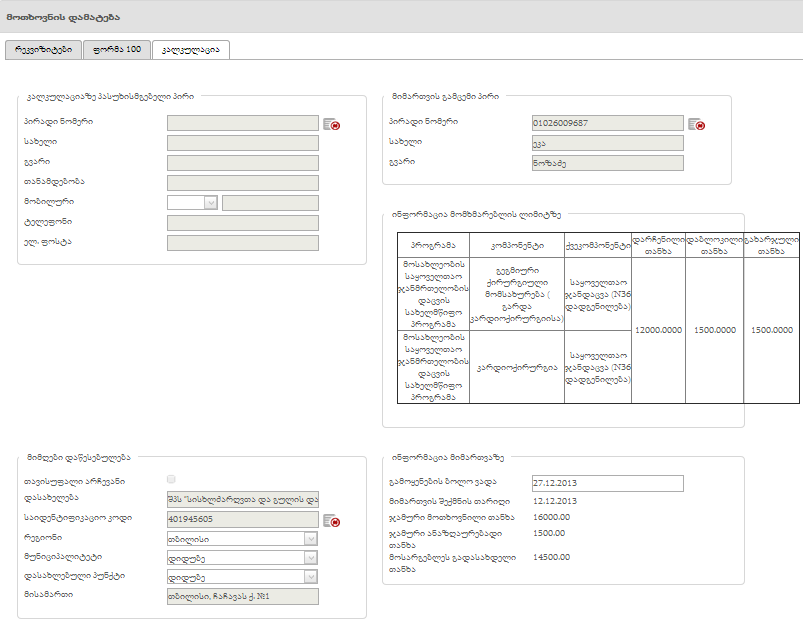 მოთხოვნის დამატება
რეკვიზიტები ფორმა 100 კალკულაცია
კალკულაციაზე პასუხისმგებელი პირი
პირადი ნომერი
სახელი
გვარი
თანამდებობა
მობილური
ტელეფონი
ელ. ფოსტა
მიმართვის გამცემი პირი
პირადი ნომერი 01026009687
სახელი ეკა
გვარი ნოზაძე
ინფორმაცია მომხმარებლის ლიმიტზე
პროგრამა კომპონენტი ქვეკომპონენტი დარჩენილი თანხა დაბლოკილი თანხა გახარჯული თანხა
მოსახლეობის საყოველთაო ჯანმრთელობის დაცვის სახელმწიფო პროგრამა
გეგმიური ქირურგიული მომსახურება ( გარდა კარდიოქირურგიისა)
საყოველთაო ჯანდაცვა (N36 დადგენილება)
12000.0000 1500.0000 1500.0000
მოსახლეობის საყოველთაო ჯანმრთელობის დაცვის სახელმწიფო პროგრამა
კარდიოქირურგია
საყოველთაო ჯანდაცვა (N36 დადგენილება)
მიმღები დაწესებულება
თავისუფალი არჩევანი
დასახელება შპს "სისხლძარღვთა და გულის და
საიდენტიფიკაციო კოდი 401945605
რეგიონი თბილისი
მუნიციპალიტეტი დიდუბე
დასახლებული პუნქტი დიდუბე
მისამართი თბილისი, ჩაჩავას ქ. №1
ინფორმაცია მიმართვაზე
გამოყენების ბოლო ვადა 27.12.2013
მიმართვის შექმნის თარიღი 12.12.2013
ჯამური მოთხოვნილი თანხა 16000.00
ჯამური ანაზღაურებადი 1500.00
თანხა
მოსარგებლეს გადასახდელი 14500.00
თანხა